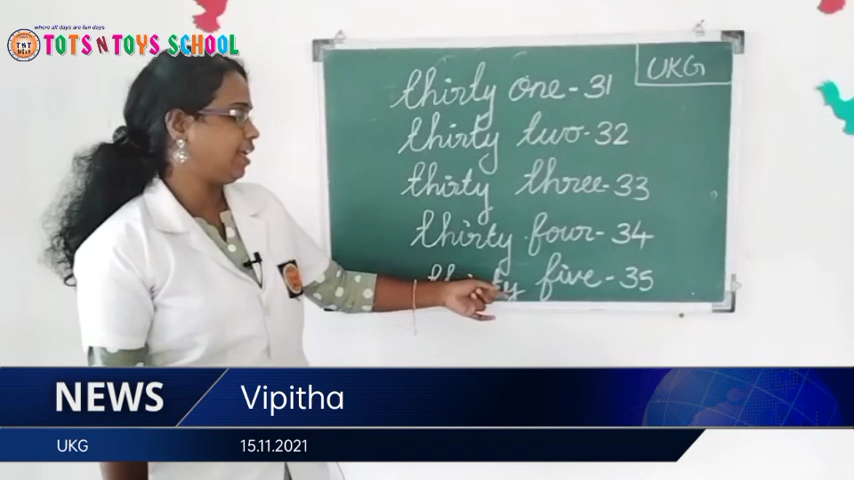 where all days are fun days
TNT
TOTS N TOYS SCHOOL
UKG
thirty one - 31
thirty two - 32
thirty three - 33
thirty four - 34
thirty five - 35
NEWS
Vipitha
UKG
15.11.2021